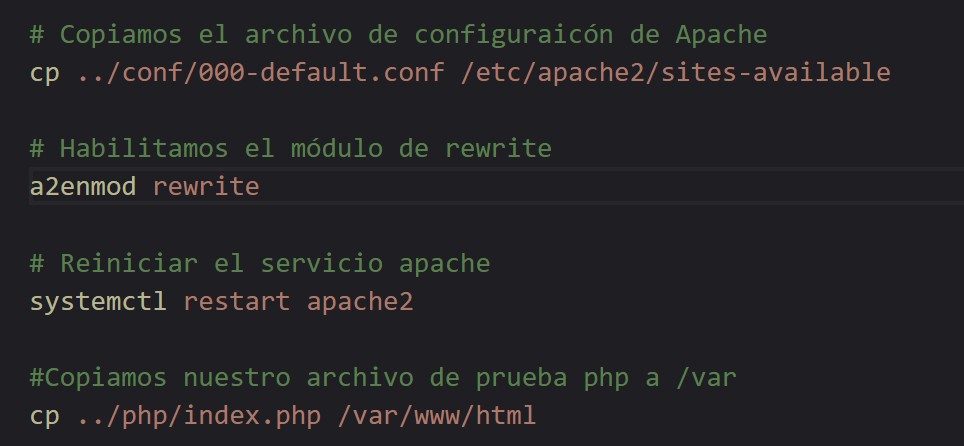 # Copiamos el archivo de configuraicón de Apache
cp ../conf/000-default.conf /etc/apache2/sites-available
# Habilitamos el módulo de rewrite
a2enmod rewrite
# Reiniciar el servicio apache
systemctl restart apache2
#Copiamos nuestro archivo de prueba php a /var
cp ../php/index.php /var/www/html